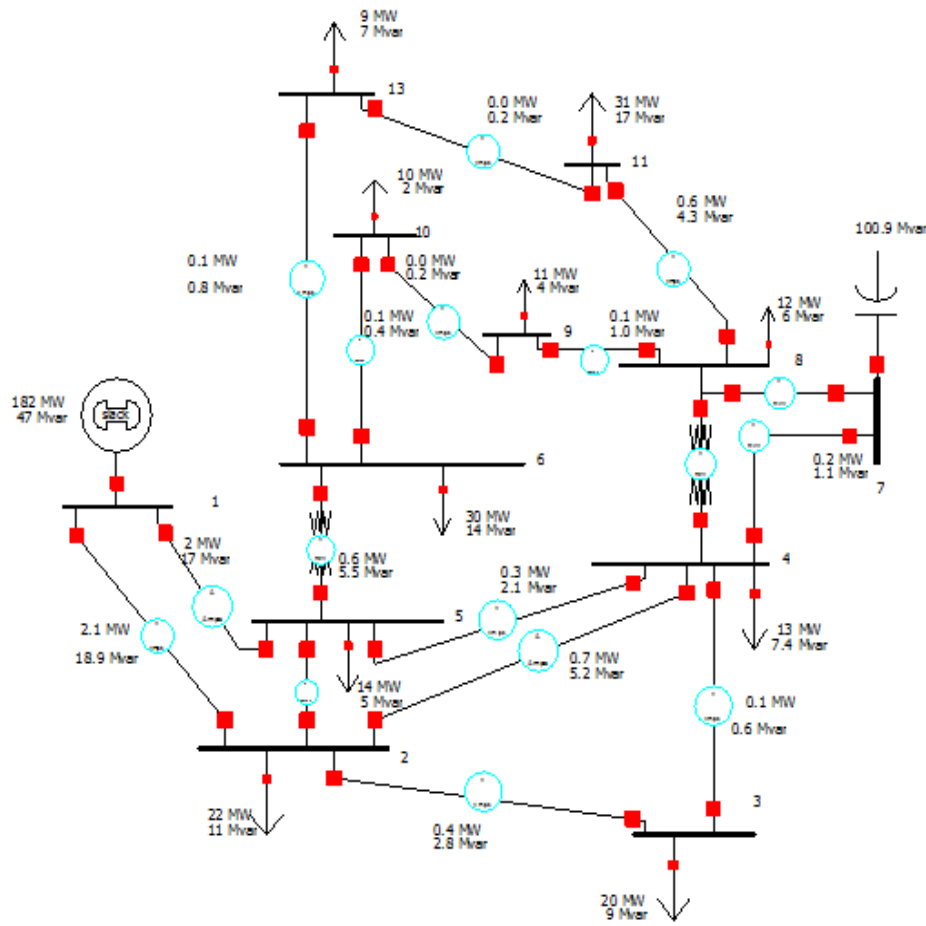 9 MW
7 Mvar
13
0.0 MW
0.2 Mvar
31 MW
17 Mvar
11
10 MW
2 Mvar
10
0.6 MW
4.3 Mvar
100.9 Mvar
0.1 MW
0.8 Mvar
0.0 MW
0.2 Mvar
11 MW
4 Mvar
12 MW
6 Mvar
0.1 MW
0.4 Mvar
9
0.1 MW
1.0 Mvar
8
182 MW
47 Mvar
slack
6
0.2 MW
1.1 Mvar
7
1
30 MW
14 Mvar
2 MW
17 Mvar
0.6 MW
5.5 Mvar
4
0.3 MW
2.1 Mvar
5
2.1 MW
18.9 Mvar
13 MW
7.4 Mvar
0.7 MW
5.2 Mvar
14 MW
5 Mvar
0.1 MW
0.6 Mvar
2
3
22 MW
11 Mvar
0.4 MW
2.8 Mvar
20 MW
9 Mvar